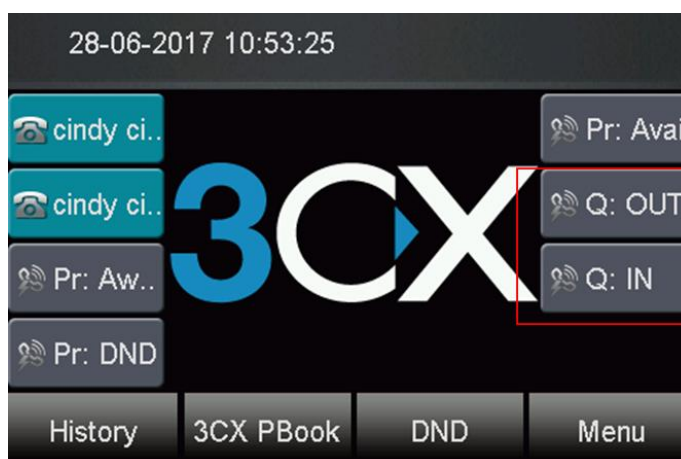 28-06-2017 10:53:25
cindy ci..
cindy ci..
Pr: Aw..
Pr: DND
3CX
Pr: Avai
Q: OUT
Q: IN
History
3CX PBook
DND
Menu